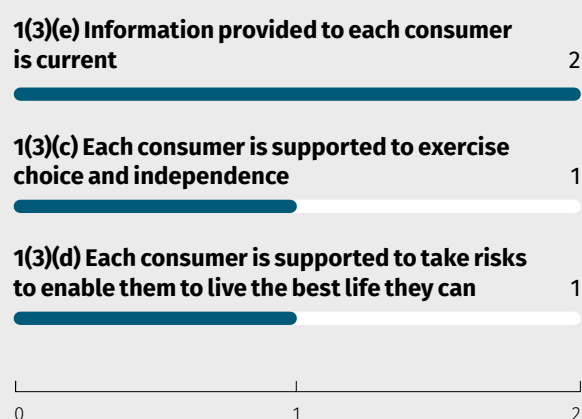 1(3)(e) Information provided to each consumer
is current 2
1(3)(c) Each consumer is supported to exercise
choice and independence 1
1(3)(d) Each consumer is supported to take risks
to enable them to live the best life they can 1
0 1 2